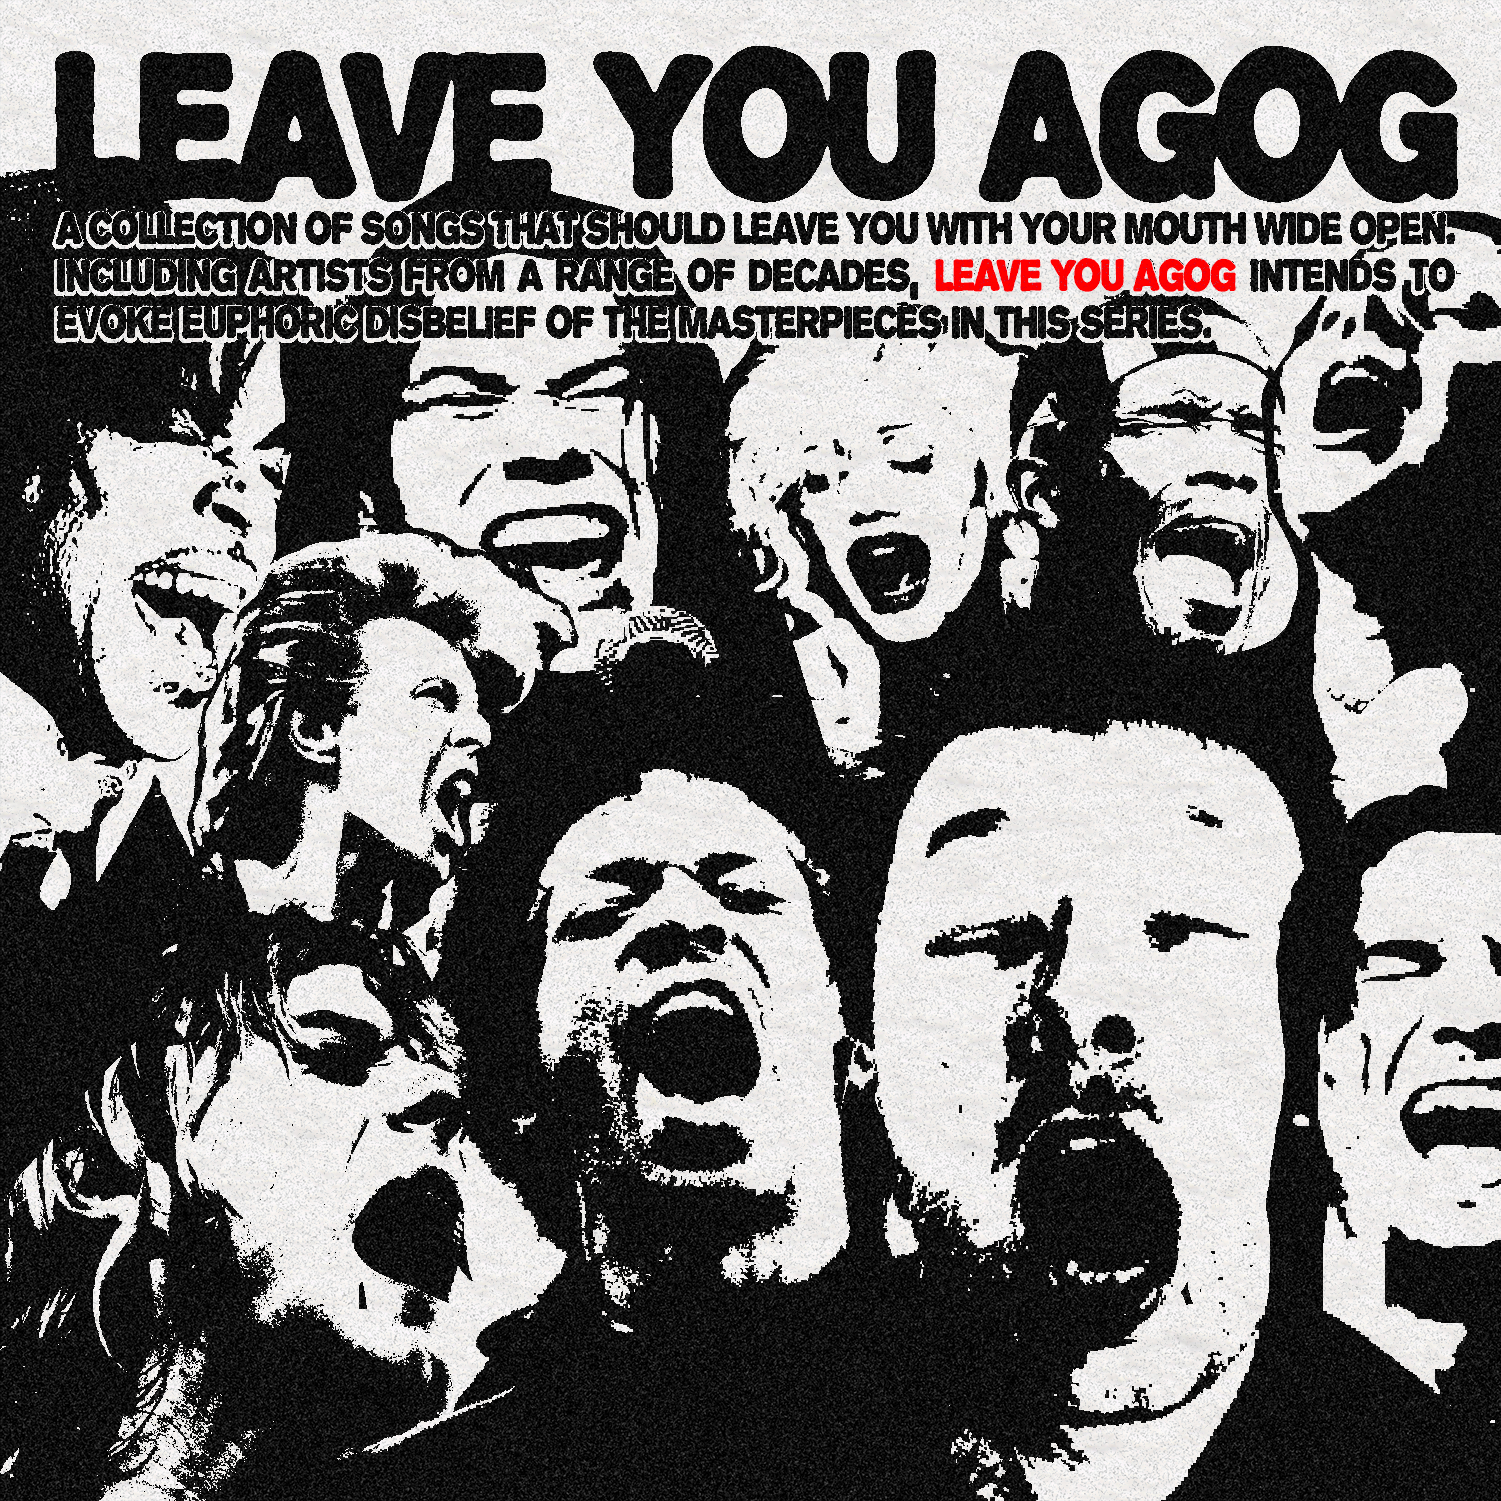 LEAVE YOU AGOG
A COLLECTION OF SONGS THAT SHOULD LEAVE YOU WITH YOUR MOUTH WIDE OPEN.
INCLUDING ARTISTS FROM A RANGE OF DECADES, LEAVE YOU AGOG INTENDS TO
EVOKE EUPHORIC DISBELIEF OF THE MASTERPIECES IN THIS SERIES.